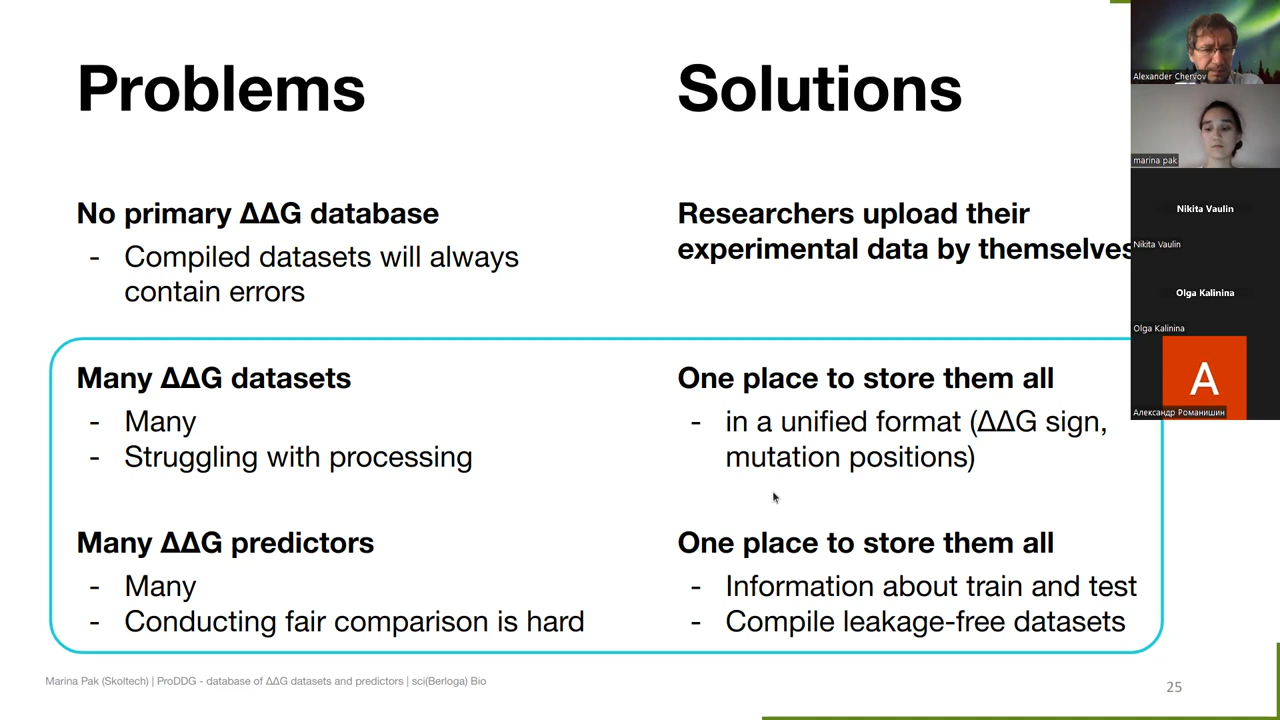 Problems
Solutions
No primary ΔΔG database
- Compiled datasets will always
contain errors
Researchers upload their
experimental data by themselves
Many ΔΔG datasets
- Many
- Struggling with processing
One place to store them all
- in a unified format (ΔΔG sign,
mutation positions)
Many ΔΔG predictors
- Many
- Conducting fair comparison is hard
One place to store them all
- Information about train and test
- Compile leakage-free datasets
Marina Pak (Skoltech) | ProDDG - database of ΔΔG datasets and predictors | sci(Berloga) Bio
25
Alexander Chervov
marina pak
Nikita Vaulin
Nikita Vaulin
Olga Kalinina
Olga Kalinina
A
Александр Романишин